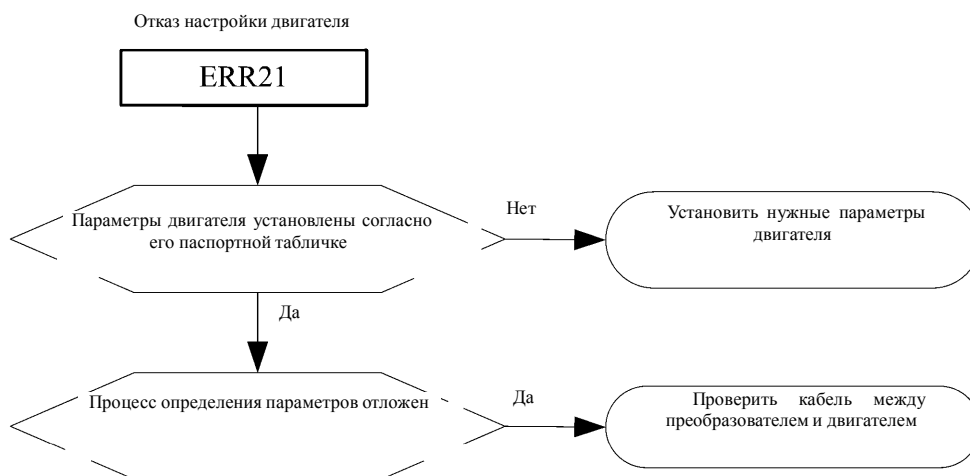 Отказ настройки двигателя
ERR21
Параметры двигателя установлены согласно
его паспортной табличке
Нет
Установить нужные параметры
двигателя
Да
Процесс определения параметров отложен
Да
Проверить кабель между
преобразователем и двигателем